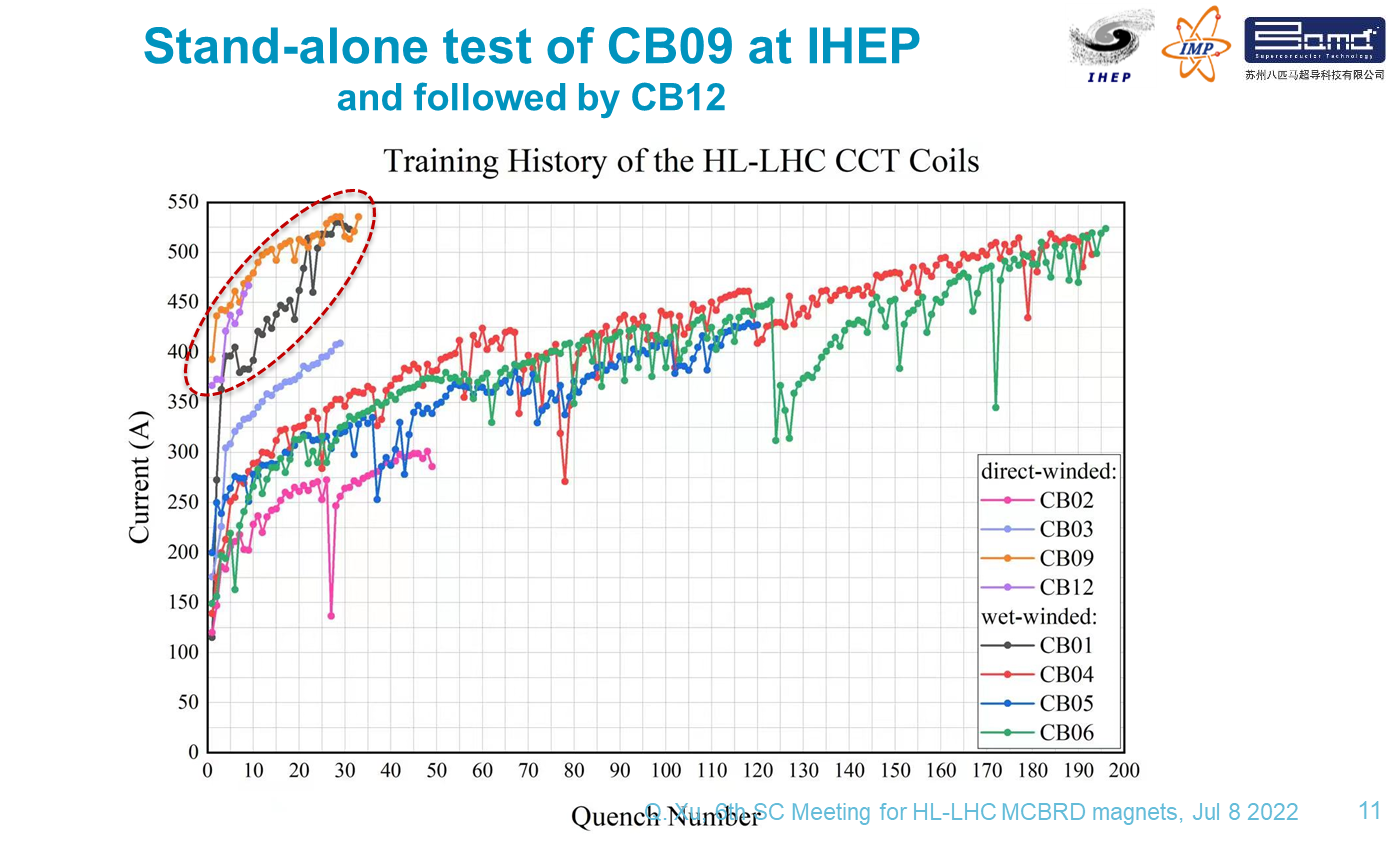 Stand-alone test of CB09 at IHEP
and followed by CB12
IHEP
IMP
Superconductor Technology
苏州八匹马超导科技有限公司
Training History of the HL-LHC CCT Coils
Current (A)
550
500
450
400
350
300
250
200
150
100
50
0
0 10 20 30 40 50 60 70 80 90 100 110 120 130 140 150 160 170 180 190 200
direct-winded:
CB02
CB03
CB09
CB12
wet-winded:
CB01
CB04
CB05
CB06
Quench Number
Q. Xu, 6th SC Meeting for HL-LHC MCBRD magnets, Jul 8 2022
11